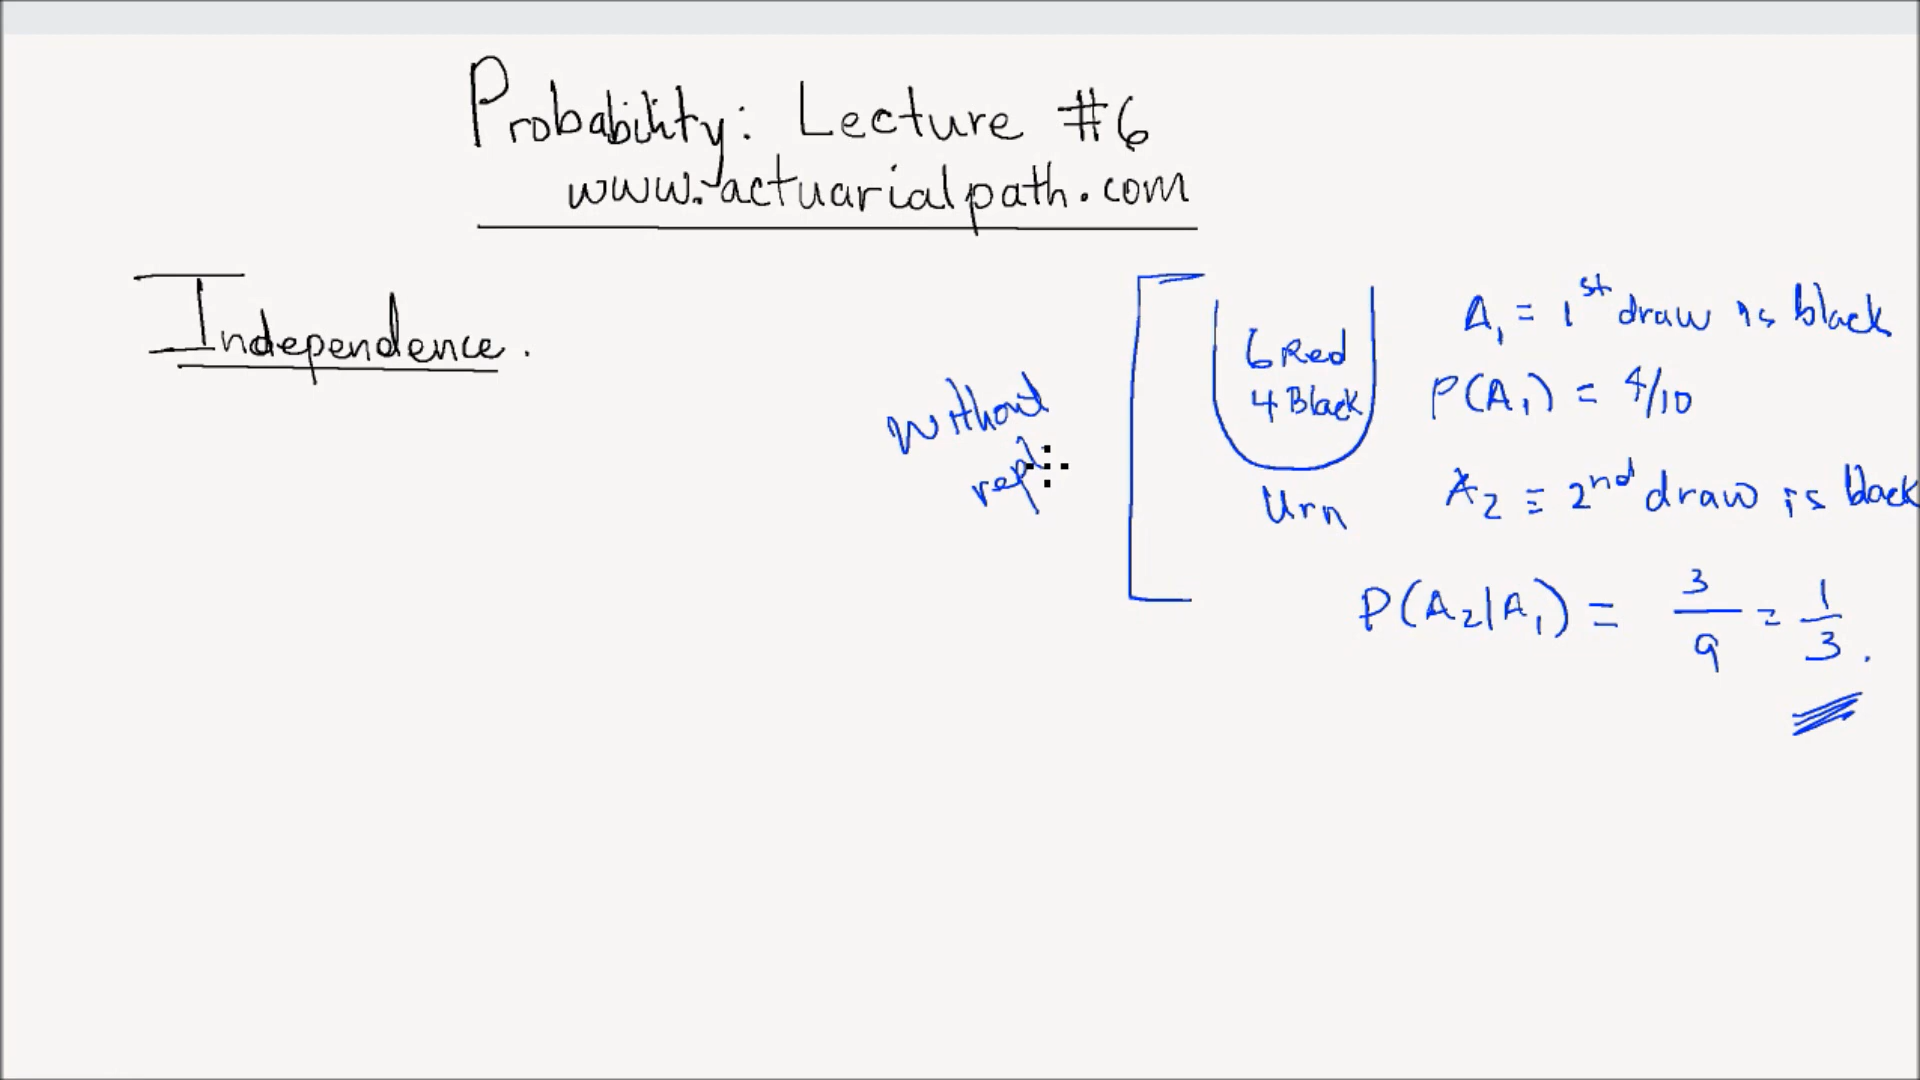 Probability: Lecture #6
www.actuarialpath.com
Independence.
without
repl
6 Red
4 Black
Urn
A₁ = 1st draw is black
P(A₁) = 4/10
A₂ ≡ 2nd draw is black
P(A₂|A₁) = 3/9 = 1/3.